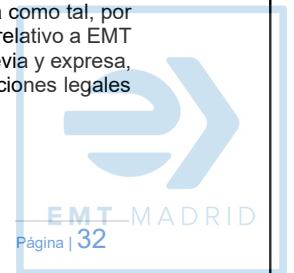 a como tal, por
relativo a EMT
evia y expresa,
ciones legales
EMT MADRID
Página | 32